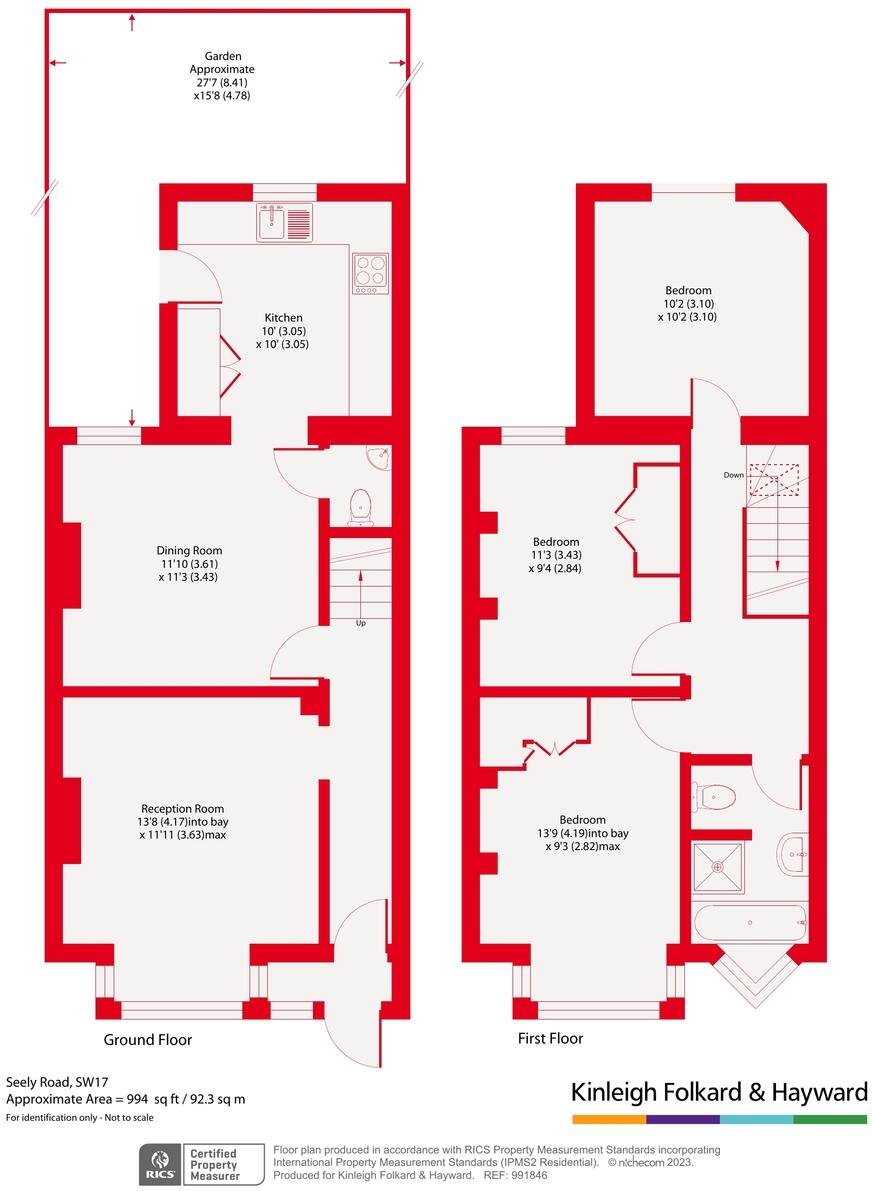 Garden
Approximate
27'7 (8.41)
x15'8 (4.78)
Kitchen
10' (3.05)
x 10' (3.05)
Dining Room
11'10 (3.61)
x 11'3 (3.43)
Up
Reception Room
13'8 (4.17)into bay
x 11'11 (3.63)max
Ground Floor
Bedroom
10'2 (3.10)
x 10'2 (3.10)
Down
Bedroom
11'3 (3.43)
x 9'4 (2.84)
Bedroom
13'9 (4.19)into bay
x 9'3 (2.82)max
First Floor
Seely Road, SW17
Approximate Area = 994 sq ft / 92.3 sq m
For identification only - Not to scale
Kinleigh Folkard & Hayward
RICS
Certified
Property
Measurer
Floor plan produced in accordance with RICS Property Measurement Standards incorporating
International Property Measurement Standards (IPMS2 Residential). © nichecom 2023.
Produced for Kinleigh Folkard & Hayward. REF: 991846